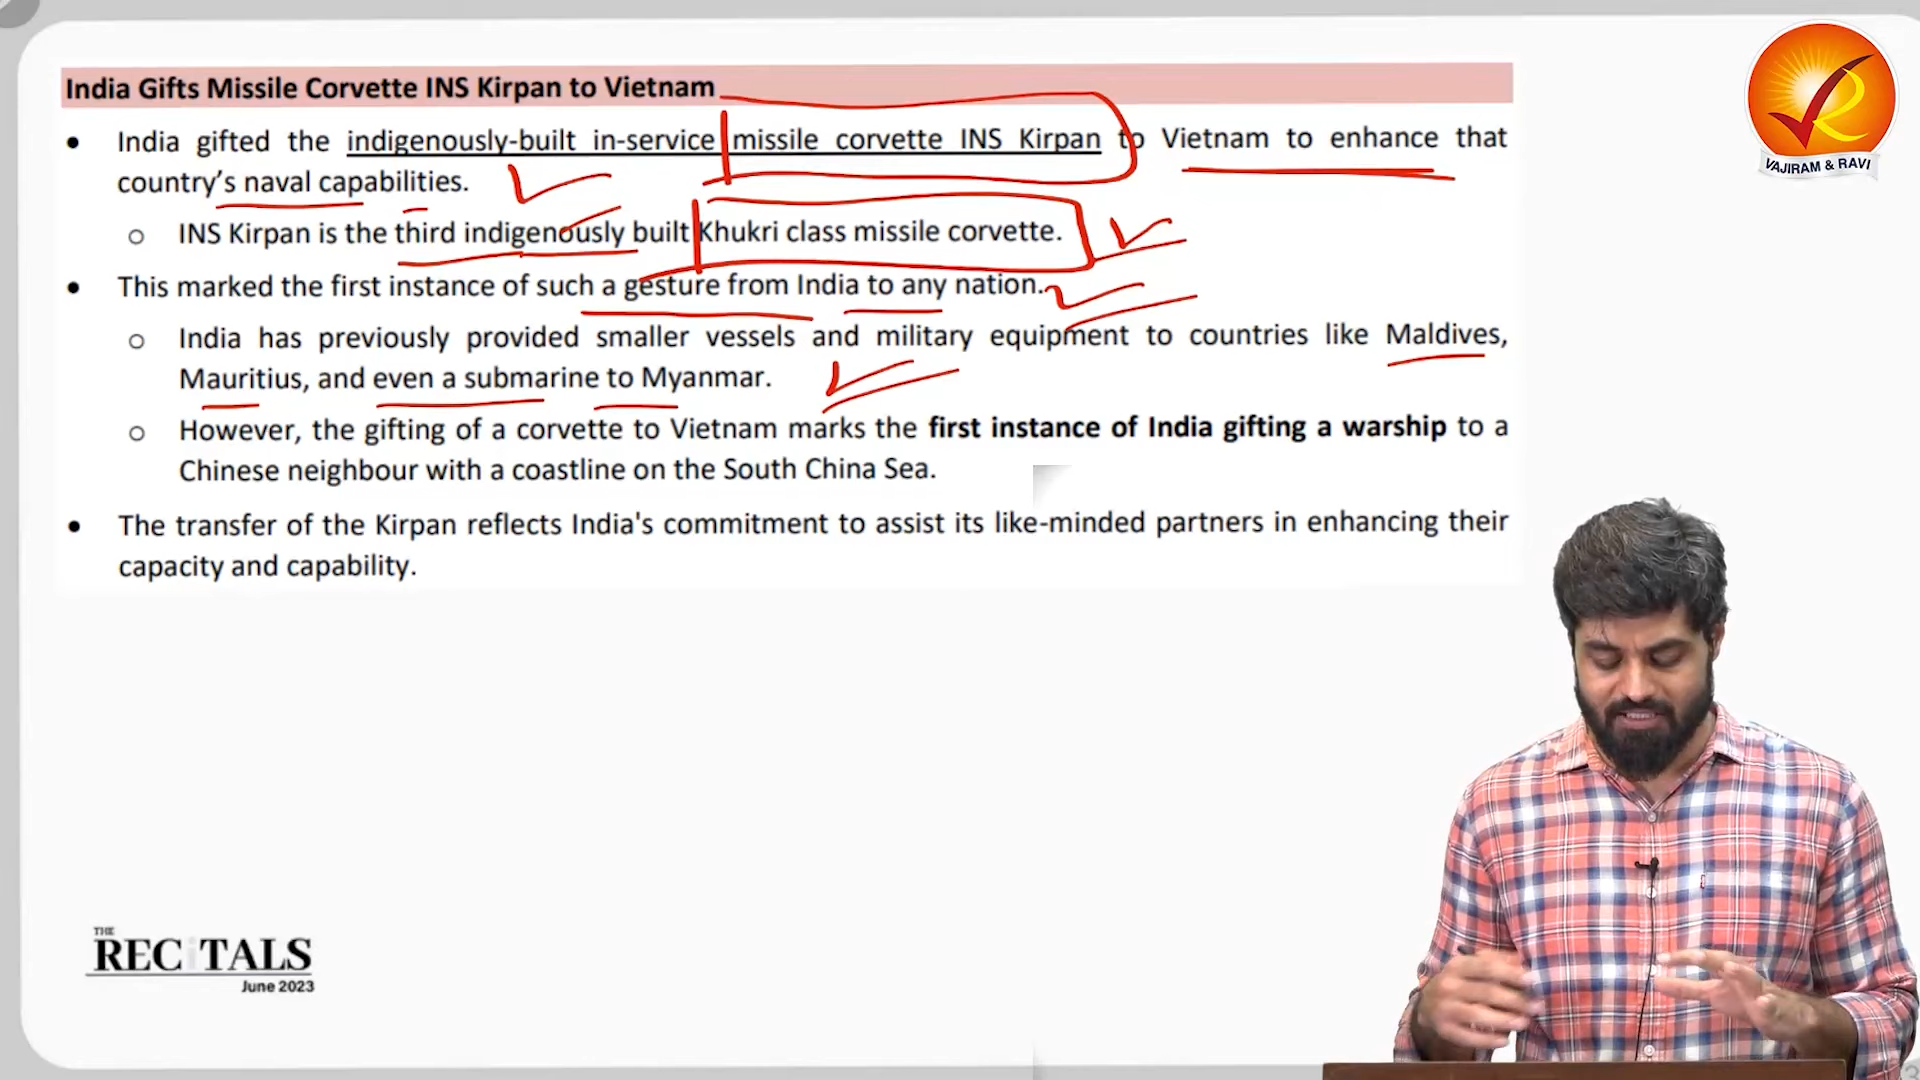 India Gifts Missile Corvette INS Kirpan to Vietnam
• India gifted the indigenously-built in-service missile corvette INS Kirpan to Vietnam to enhance that
country's naval capabilities.
o INS Kirpan is the third indigenously built Khukri class missile corvette.
• This marked the first instance of such a gesture from India to any nation.
o India has previously provided smaller vessels and military equipment to countries like Maldives,
Mauritius, and even a submarine to Myanmar.
o However, the gifting of a corvette to Vietnam marks the first instance of India gifting a warship to a
Chinese neighbour with a coastline on the South China Sea.
• The transfer of the Kirpan reflects India's commitment to assist its like-minded partners in enhancing their
capacity and capability.
VAJIRAM & RAVI
THE
RECiTALS
June 2023